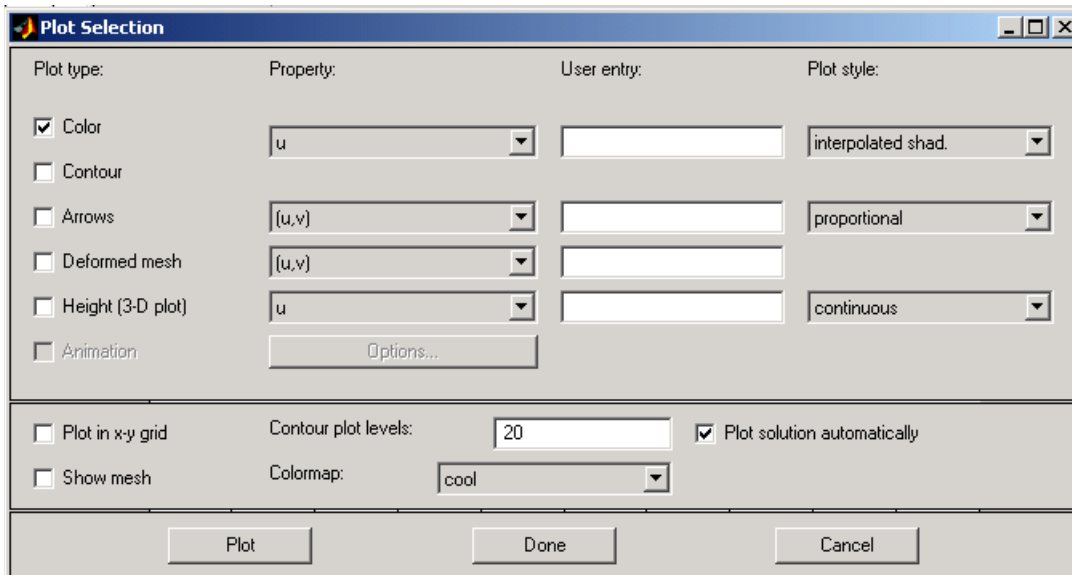 Plot Selection
Plot type: Property: User entry: Plot style:
Color
u interpolated shad.
Contour
Arrows (u,v) proportional
Deformed mesh (u,v)
Height (3-D plot) u continuous
Animation Options...
Plot in x-y grid Contour plot levels: 20 Plot solution automatically
Show mesh Colormap: cool
Plot Done Cancel